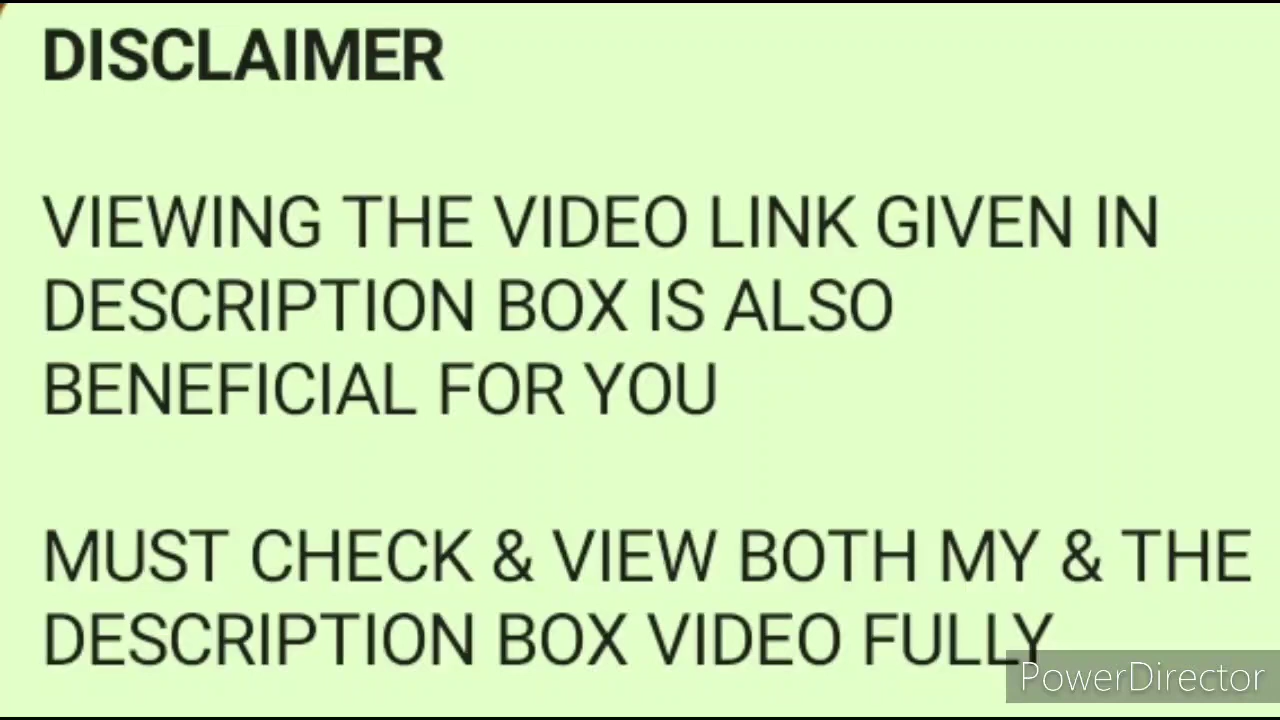 DISCLAIMER
VIEWING THE VIDEO LINK GIVEN IN
DESCRIPTION BOX IS ALSO
BENEFICIAL FOR YOU
MUST CHECK & VIEW BOTH MY & THE
DESCRIPTION BOX VIDEO FULLY
PowerDirector